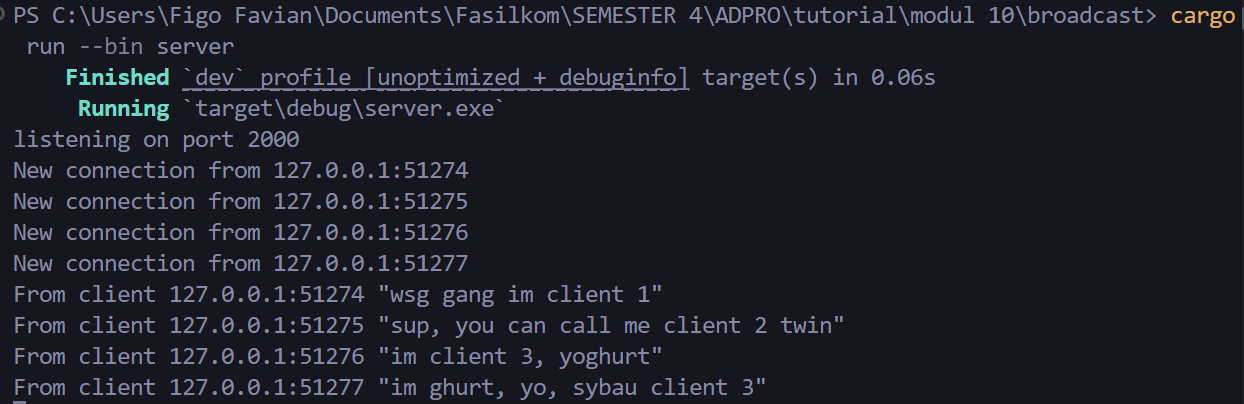 PS C:\Users\Figo Favian\Documents\Fasilkom\SEMESTER 4\ADPRO\tutorial\modul 10\broadcast> cargo
run --bin server
Finished `dev` profile [unoptimized + debuginfo] target(s) in 0.06s
Running `target\debug\server.exe`
listening on port 2000
New connection from 127.0.0.1:51274
New connection from 127.0.0.1:51275
New connection from 127.0.0.1:51276
New connection from 127.0.0.1:51277
From client 127.0.0.1:51274 "wsg gang im client 1"
From client 127.0.0.1:51275 "sup, you can call me client 2 twin"
From client 127.0.0.1:51276 "im client 3, yoghurt"
From client 127.0.0.1:51277 "im ghurt, yo, sybau client 3"